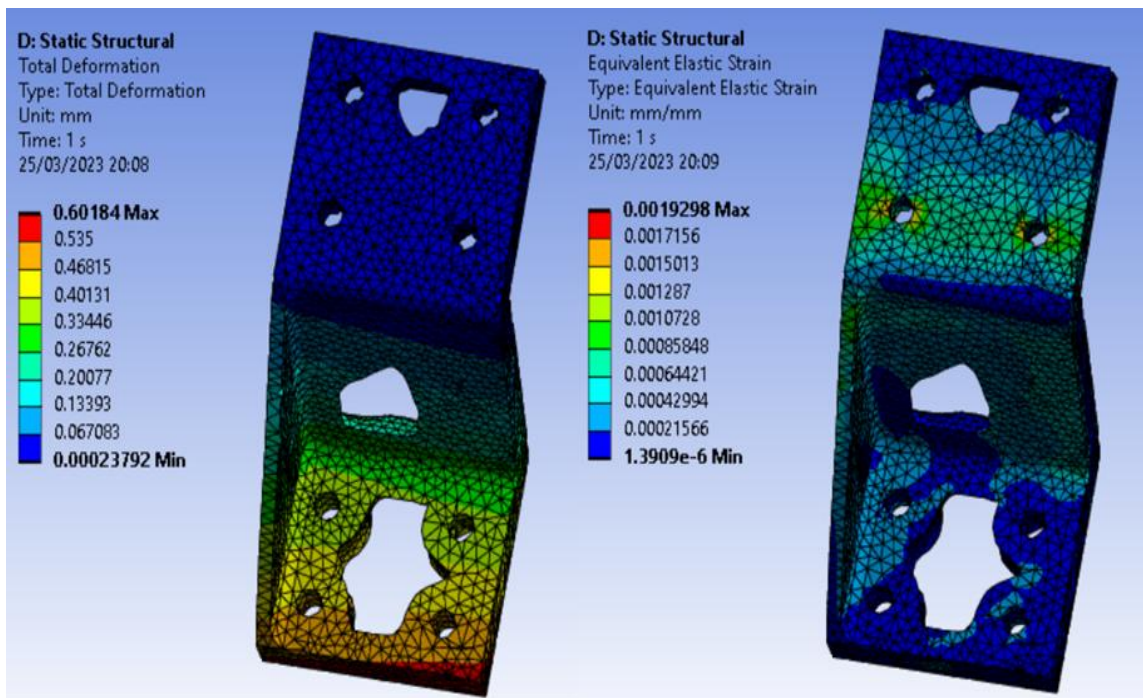 D: Static Structural
Total Deformation
Type: Total Deformation
Unit: mm
Time: 1 s
25/03/2023 20:08
0.60184 Max
0.535
0.46815
0.40131
0.33446
0.26762
0.20077
0.13393
0.067083
0.00023792 Min
D: Static Structural
Equivalent Elastic Strain
Type: Equivalent Elastic Strain
Unit: mm/mm
Time: 1 s
25/03/2023 20:09
0.0019298 Max
0.0017156
0.0015013
0.001287
0.0010728
0.00085848
0.00064421
0.00042994
0.00021566
1.3909e-6 Min